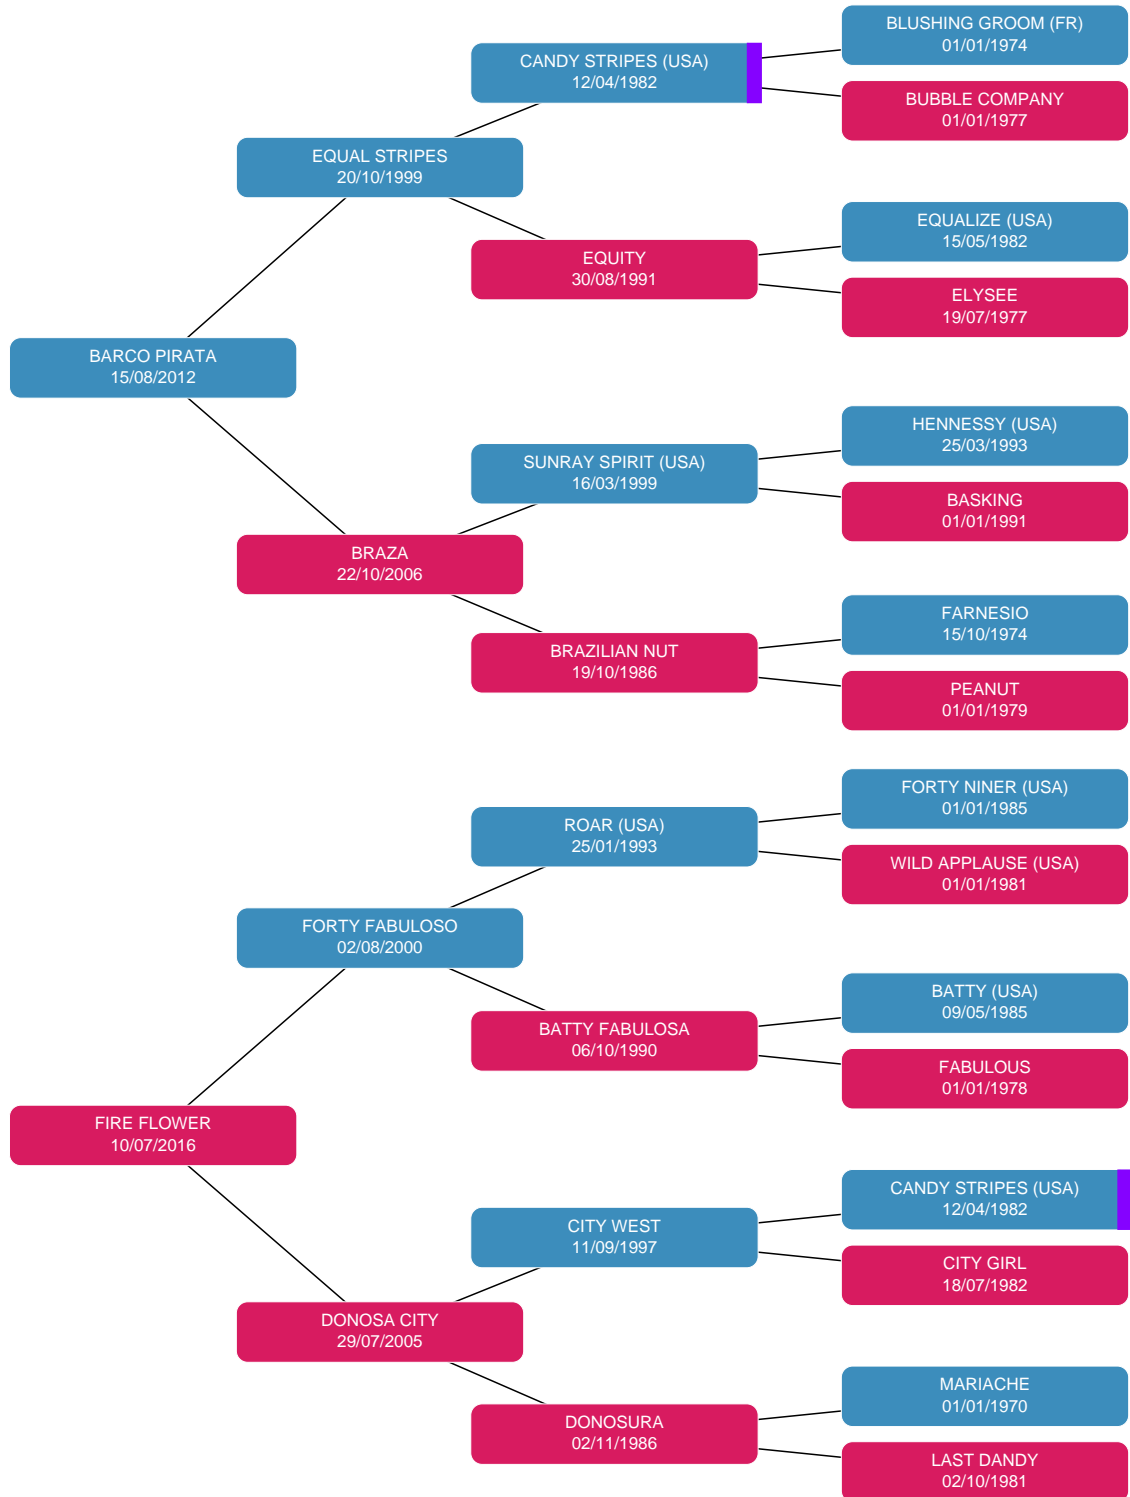 BLUSHING GROOM (FR)
01/01/1974
CANDY STRIPES (USA)
12/04/1982
BUBBLE COMPANY
01/01/1977
EQUAL STRIPES
20/10/1999
EQUALIZE (USA)
15/05/1982
EQUITY
30/08/1991
ELYSEE
19/07/1977
BARCO PIRATA
15/08/2012
HENNESSY (USA)
25/03/1993
SUNRAY SPIRIT (USA)
16/03/1999
BASKING
01/01/1991
BRAZA
22/10/2006
FARNESIO
15/10/1974
BRAZILIAN NUT
19/10/1986
PEANUT
01/01/1979
FORTY NINER (USA)
01/01/1985
ROAR (USA)
25/01/1993
WILD APPLAUSE (USA)
01/01/1981
FORTY FABULOSO
02/08/2000
BATTY (USA)
09/05/1985
BATTY FABULOSA
06/10/1990
FABULOUS
01/01/1978
FIRE FLOWER
10/07/2016
CANDY STRIPES (USA)
12/04/1982
CITY WEST
11/09/1997
CITY GIRL
18/07/1982
DONOSA CITY
29/07/2005
MARIACHE
01/01/1970
DONOSURA
02/11/1986
LAST DANDY
02/10/1981